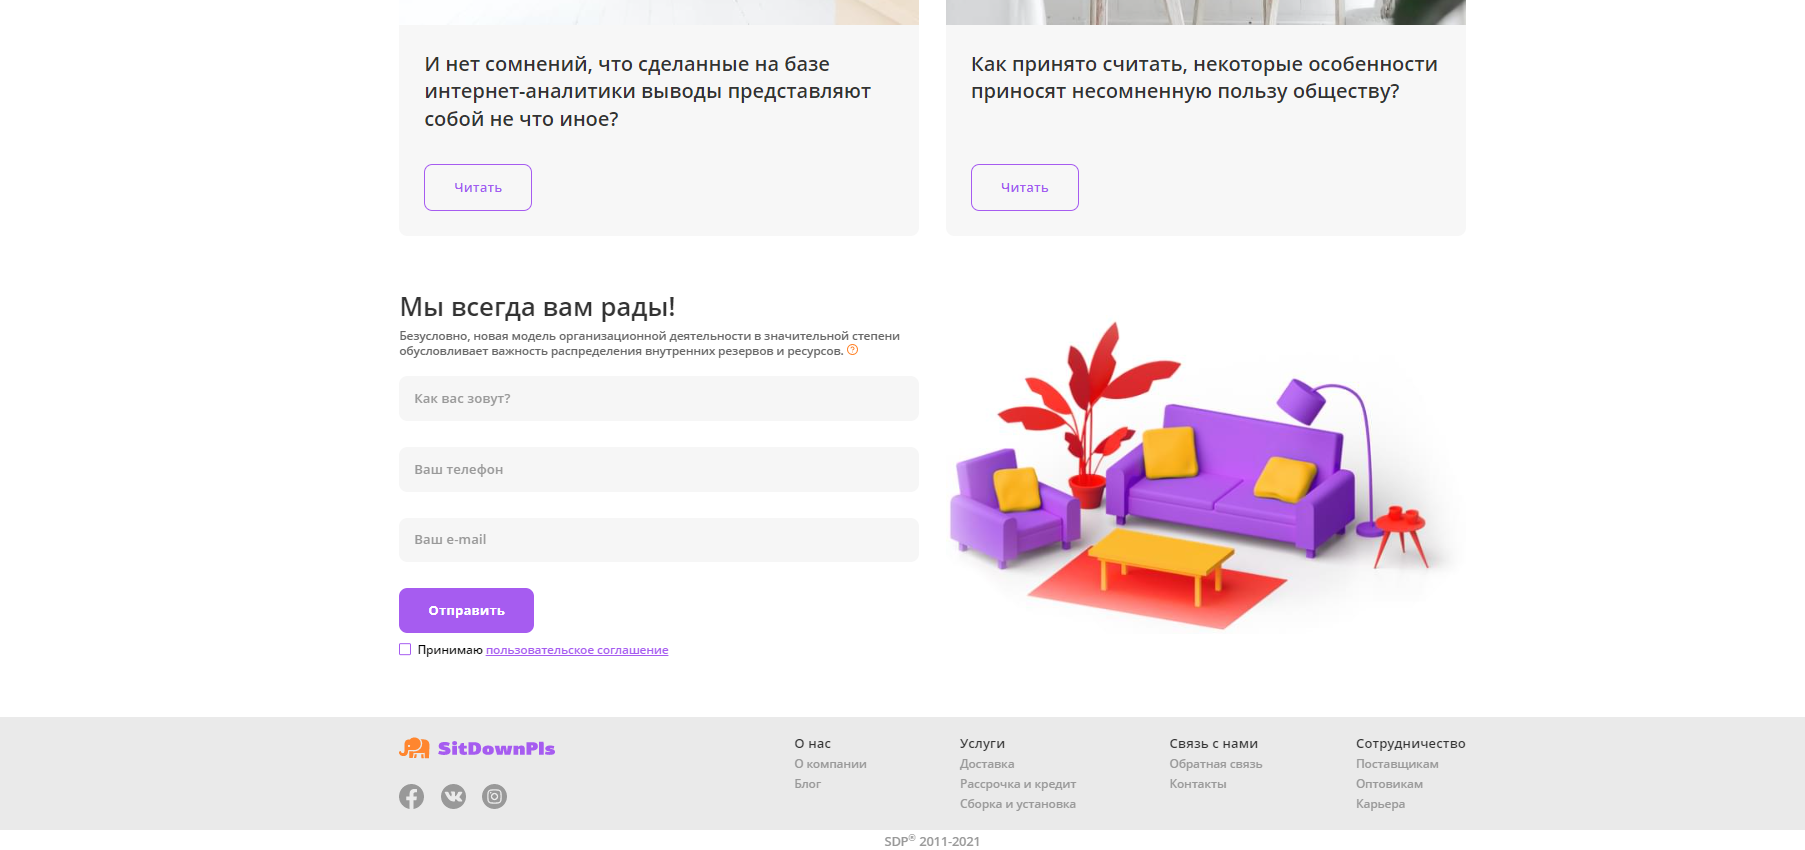 И нет сомнений, что сделанные на базе
интернет-аналитики выводы представляют
собой не что иное?
Читать
Как принято считать, некоторые особенности
приносят несомненную пользу обществу?
Читать
Мы всегда вам рады!
Безусловно, новая модель организационной деятельности в значительной степени
обусловливает важность распределения внутренних резервов и ресурсов.
Как вас зовут?
Ваш телефон
Ваш e-mail
Отправить
Принимаю пользовательское соглашение
SitDownPls
О нас
О компании
Блог
Услуги
Доставка
Рассрочка и кредит
Сборка и установка
Связь с нами
Обратная связь
Контакты
Сотрудничество
Поставщикам
Оптовикам
Карьера
SDP® 2011-2021